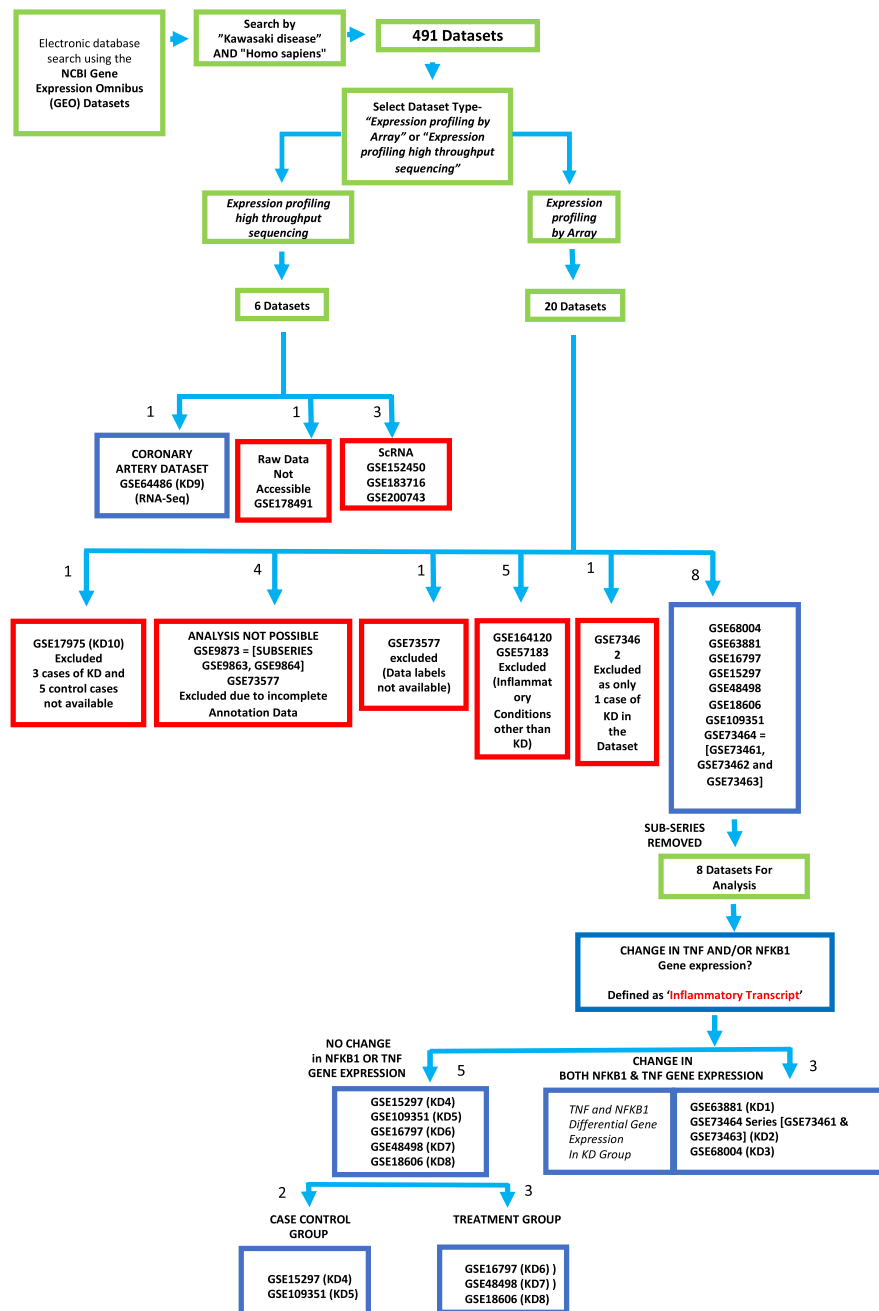 Electronic database
search using the
NCBI Gene
Expression Omnibus
(GEO) Datasets
Search by
”Kawasaki disease”
AND "Homo sapiens"
491 Datasets
Select Dataset Type-
“Expression profiling by
Array” or “Expression
profiling high throughput
sequencing”
Expression profiling
high throughput
sequencing
Expression
profiling
by Array
6 Datasets
20 Datasets
1
1
3
CORONARY
ARTERY DATASET
GSE64486 (KD9)
(RNA-Seq)
Raw Data
Not
Accessible
GSE178491
ScRNA
GSE152450
GSE183716
GSE200743
1
4
1
5
1
8
GSE17975 (KD10)
Excluded
3 cases of KD and
5 control cases
not available
ANALYSIS NOT POSSIBLE
GSE9873 = [SUBSERIES
GSE9863, GSE9864]
GSE73577
Excluded due to incomplete
Annotation Data
GSE73577
excluded
(Data labels
not available)
GSE164120
GSE57183
Excluded
(Inflammat
ory
Conditions
other than
KD)
GSE7346
2
Excluded
as only
1 case of
KD in
the
Dataset
GSE68004
GSE63881
GSE16797
GSE15297
GSE48498
GSE18606
GSE109351
GSE73464 =
[GSE73461,
GSE73462 and
GSE73463]
SUB-SERIES
REMOVED
8 Datasets For
Analysis
CHANGE IN TNF AND/OR NFKB1
Gene expression?
Defined as ‘Inflammatory Transcript’
NO CHANGE
in NFKB1 OR TNF
GENE EXPRESSION
5
CHANGE IN
BOTH NFKB1 & TNF GENE EXPRESSION
3
GSE15297 (KD4)
GSE109351 (KD5)
GSE16797 (KD6)
GSE48498 (KD7)
GSE18606 (KD8)
TNF and NFKB1
Differential Gene
Expression
In KD Group
GSE63881 (KD1)
GSE73464 Series [GSE73461 &
GSE73463] (KD2)
GSE68004 (KD3)
2
3
CASE CONTROL
GROUP
TREATMENT GROUP
GSE15297 (KD4)
GSE109351 (KD5)
GSE16797 (KD6) )
GSE48498 (KD7) )
GSE18606 (KD8)